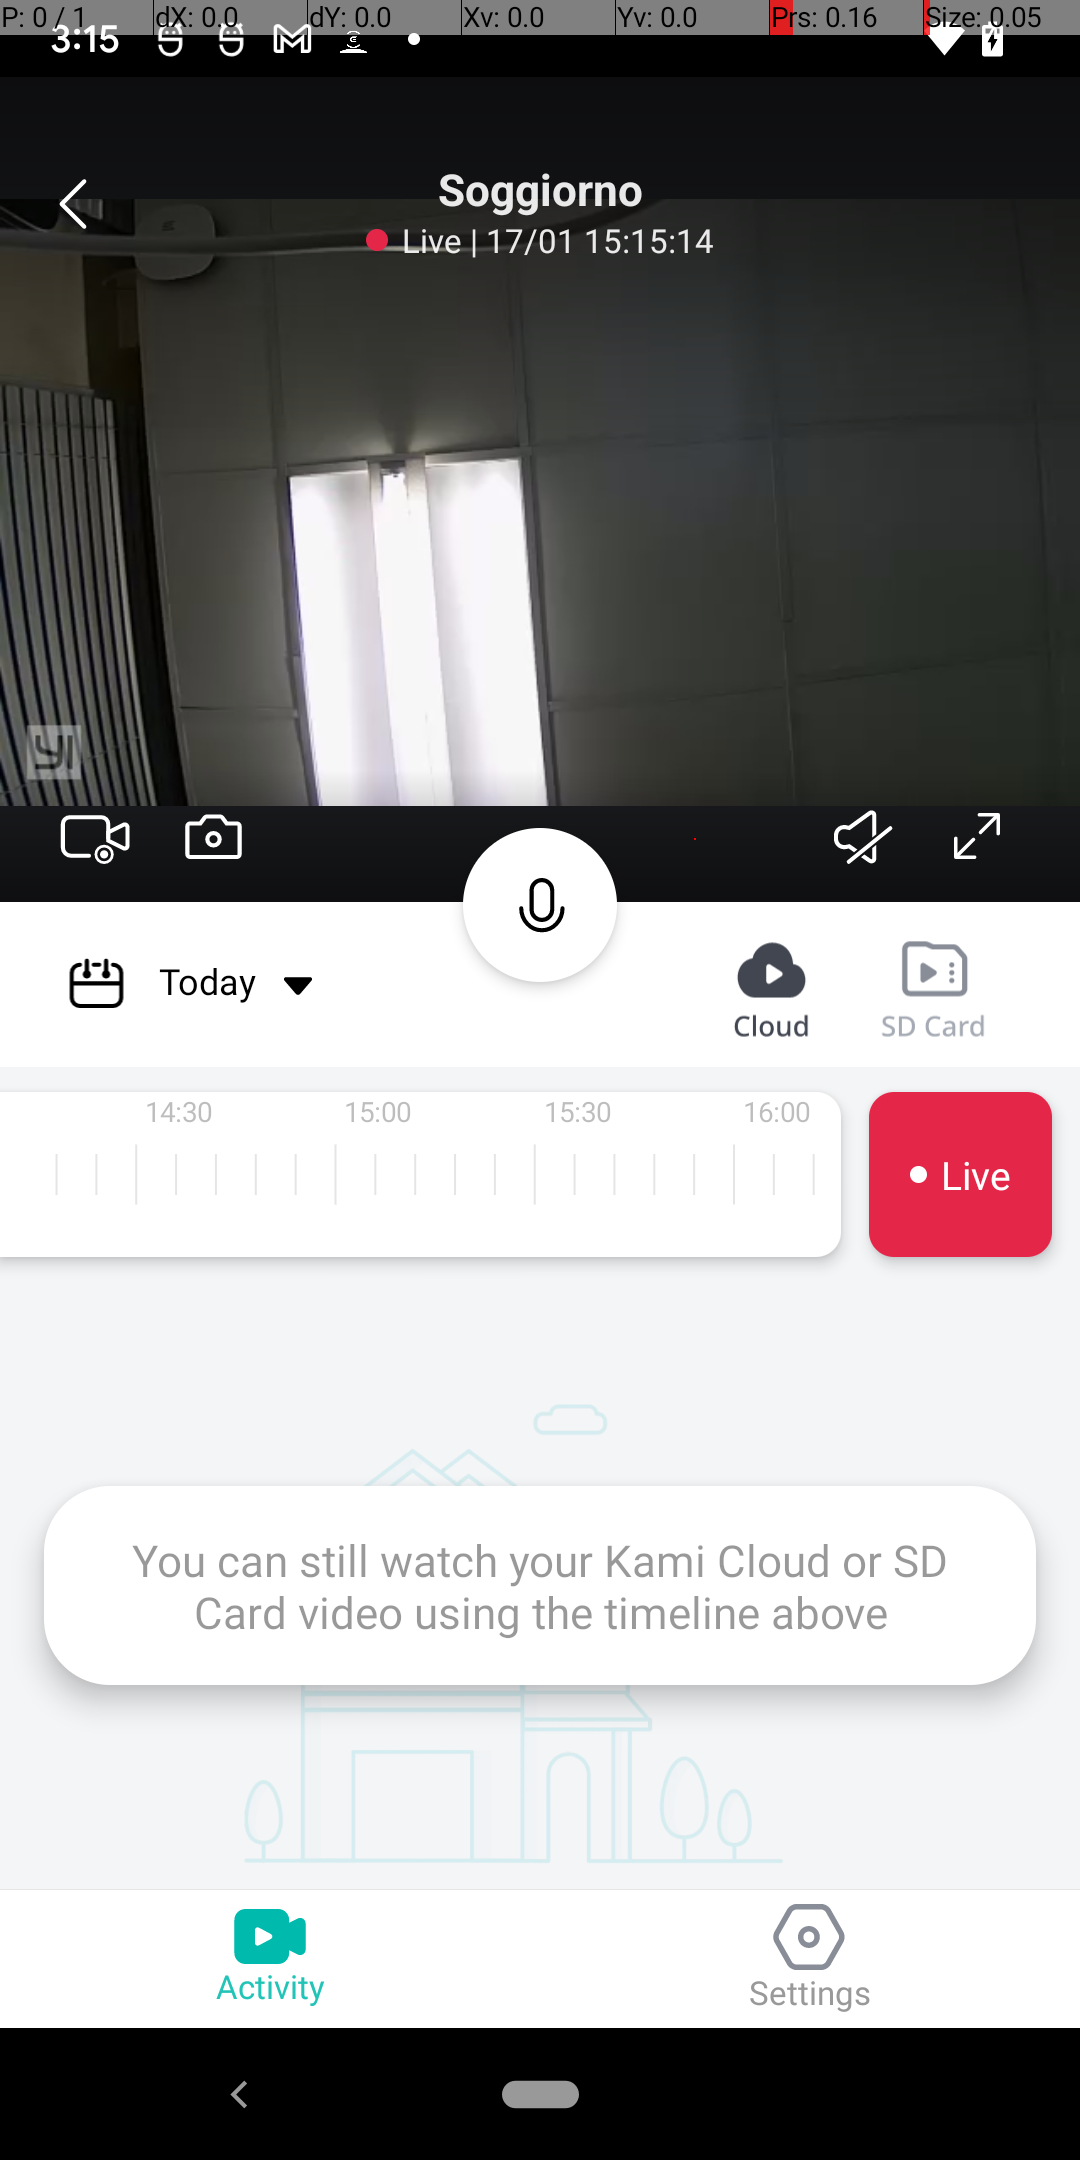 P: 0 / 1 dX: 0.0 dY: 0.0 Xv: 0.0 Yv: 0.0 Prs: 0.16 Size: 0.05
3:15
Soggiorno
Live | 17/01 15:15:14
YI
Today
Cloud
SD Card
14:30 15:00 15:30 16:00
Live
You can still watch your Kami Cloud or SD
Card video using the timeline above
Activity
Settings